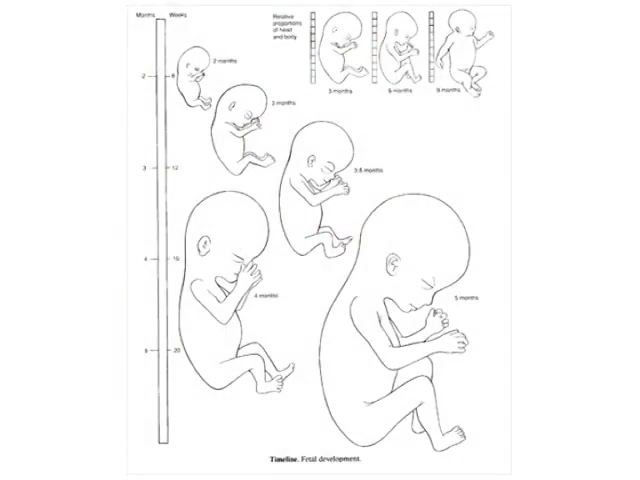 Months Weeks
Relative
proportions
of head
and body
3 months
6 months
9 months
2 8
2 months
3 months
3 12
3.5 months
4 16
4 months
5 months
5 20
Timeline. Fetal development.